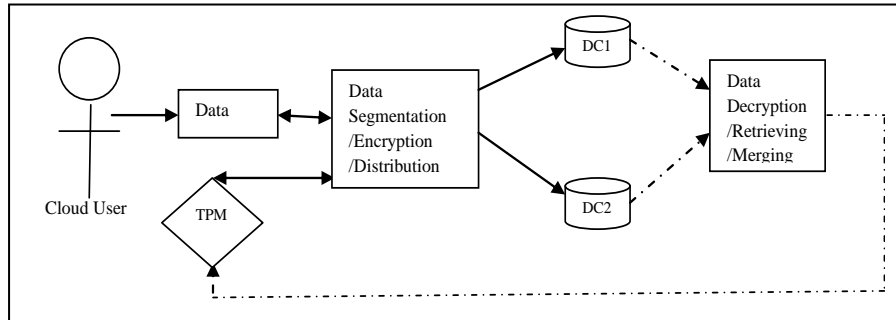 Cloud User
Data
TPM
Data
Segmentation
/Encryption
/Distribution
DC1
DC2
Data
Decryption
/Retrieving
/Merging